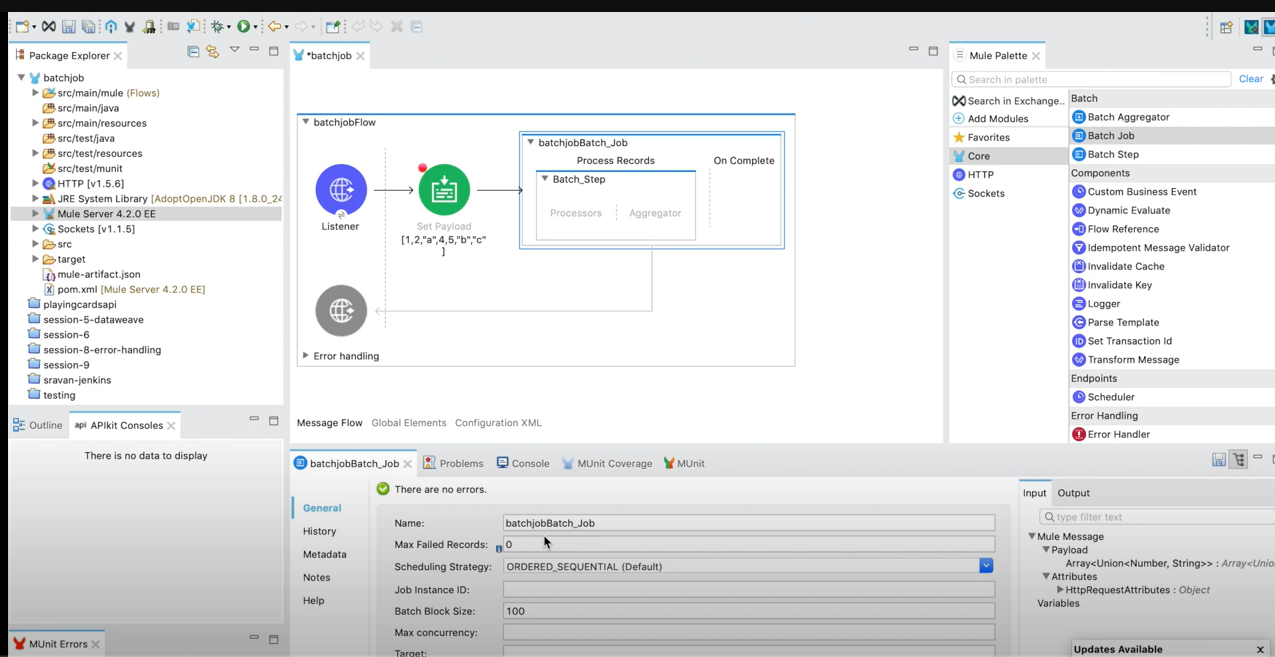 Package Explorer
batchjob
src/main/mule (Flows)
src/main/java
src/main/resources
src/test/java
src/test/resources
src/test/munit
HTTP [v1.5.6]
JRE System Library [AdoptOpenJDK 8 [1.8.0_24
Mule Server 4.2.0 EE
Sockets [v1.1.5]
src
target
mule-artifact.json
pom.xml [Mule Server 4.2.0 EE]
playingcardsapi
session-5-dataweave
session-6
session-8-error-handling
session-9
sravan-jenkins
testing
Outline
api APIkit Consoles
There is no data to display
MUnit Errors
*batchjob
batchjobFlow
Listener
Set Payload
[1,2,"a",4,5,"b","c"
]
batchjobBatch_Job
Process Records
On Complete
Batch_Step
Processors
Aggregator
Error handling
Message Flow
Global Elements
Configuration XML
Mule Palette
Search in palette
Clear
Search in Exchange..
Add Modules
Favorites
Core
HTTP
Sockets
Batch
Batch Aggregator
Batch Job
Batch Step
Components
Custom Business Event
Dynamic Evaluate
Flow Reference
Idempotent Message Validator
Invalidate Cache
Invalidate Key
Logger
Parse Template
Set Transaction Id
Transform Message
Endpoints
Scheduler
Error Handling
Error Handler
batchjobBatch_Job
Problems
Console
MUnit Coverage
MUnit
There are no errors.
General
History
Metadata
Notes
Help
Name: batchjobBatch_Job
Max Failed Records: 0
Scheduling Strategy: ORDERED_SEQUENTIAL (Default)
Job Instance ID:
Batch Block Size: 100
Max concurrency:
Target:
Input
Output
type filter text
Mule Message
Payload
Array<Union<Number, String>> : Array<Unio
Attributes
HttpRequestAttributes : Object
Variables
Updates Available